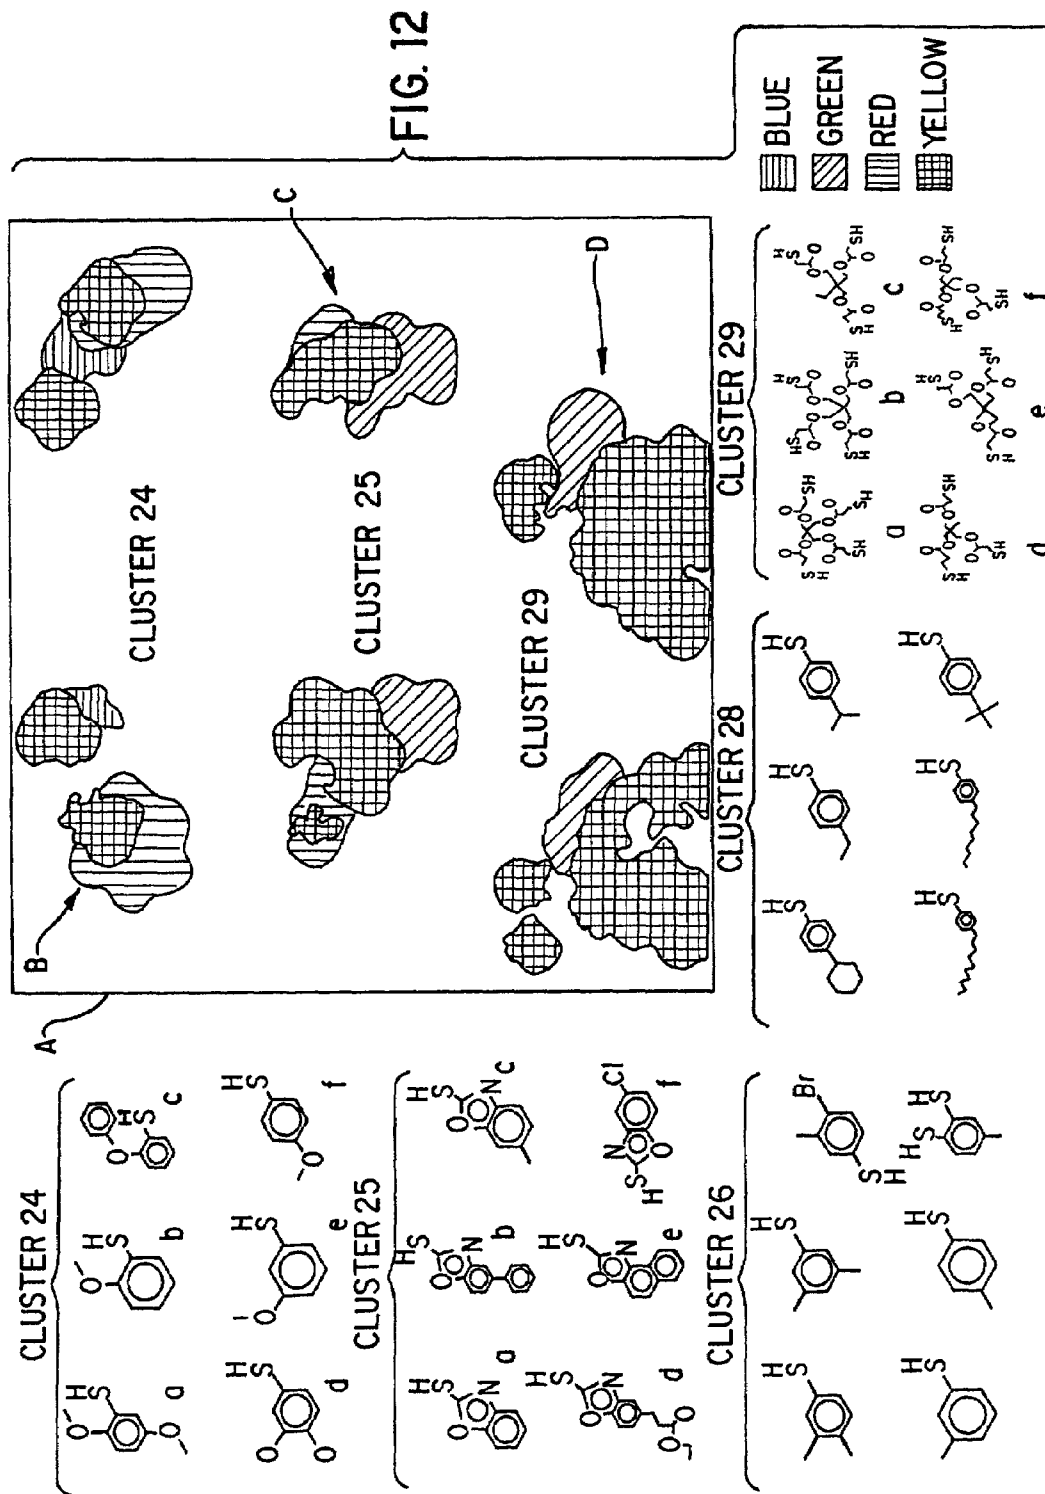 FIG. 12
A
B
C
D
CLUSTER 24
CLUSTER 25
CLUSTER 29
BLUE
GREEN
RED
YELLOW
CLUSTER 24
a
b
c
d
e
f
CLUSTER 25
a
b
c
d
e
f
CLUSTER 26
CLUSTER 28
CLUSTER 29
a
b
c
d
e
f